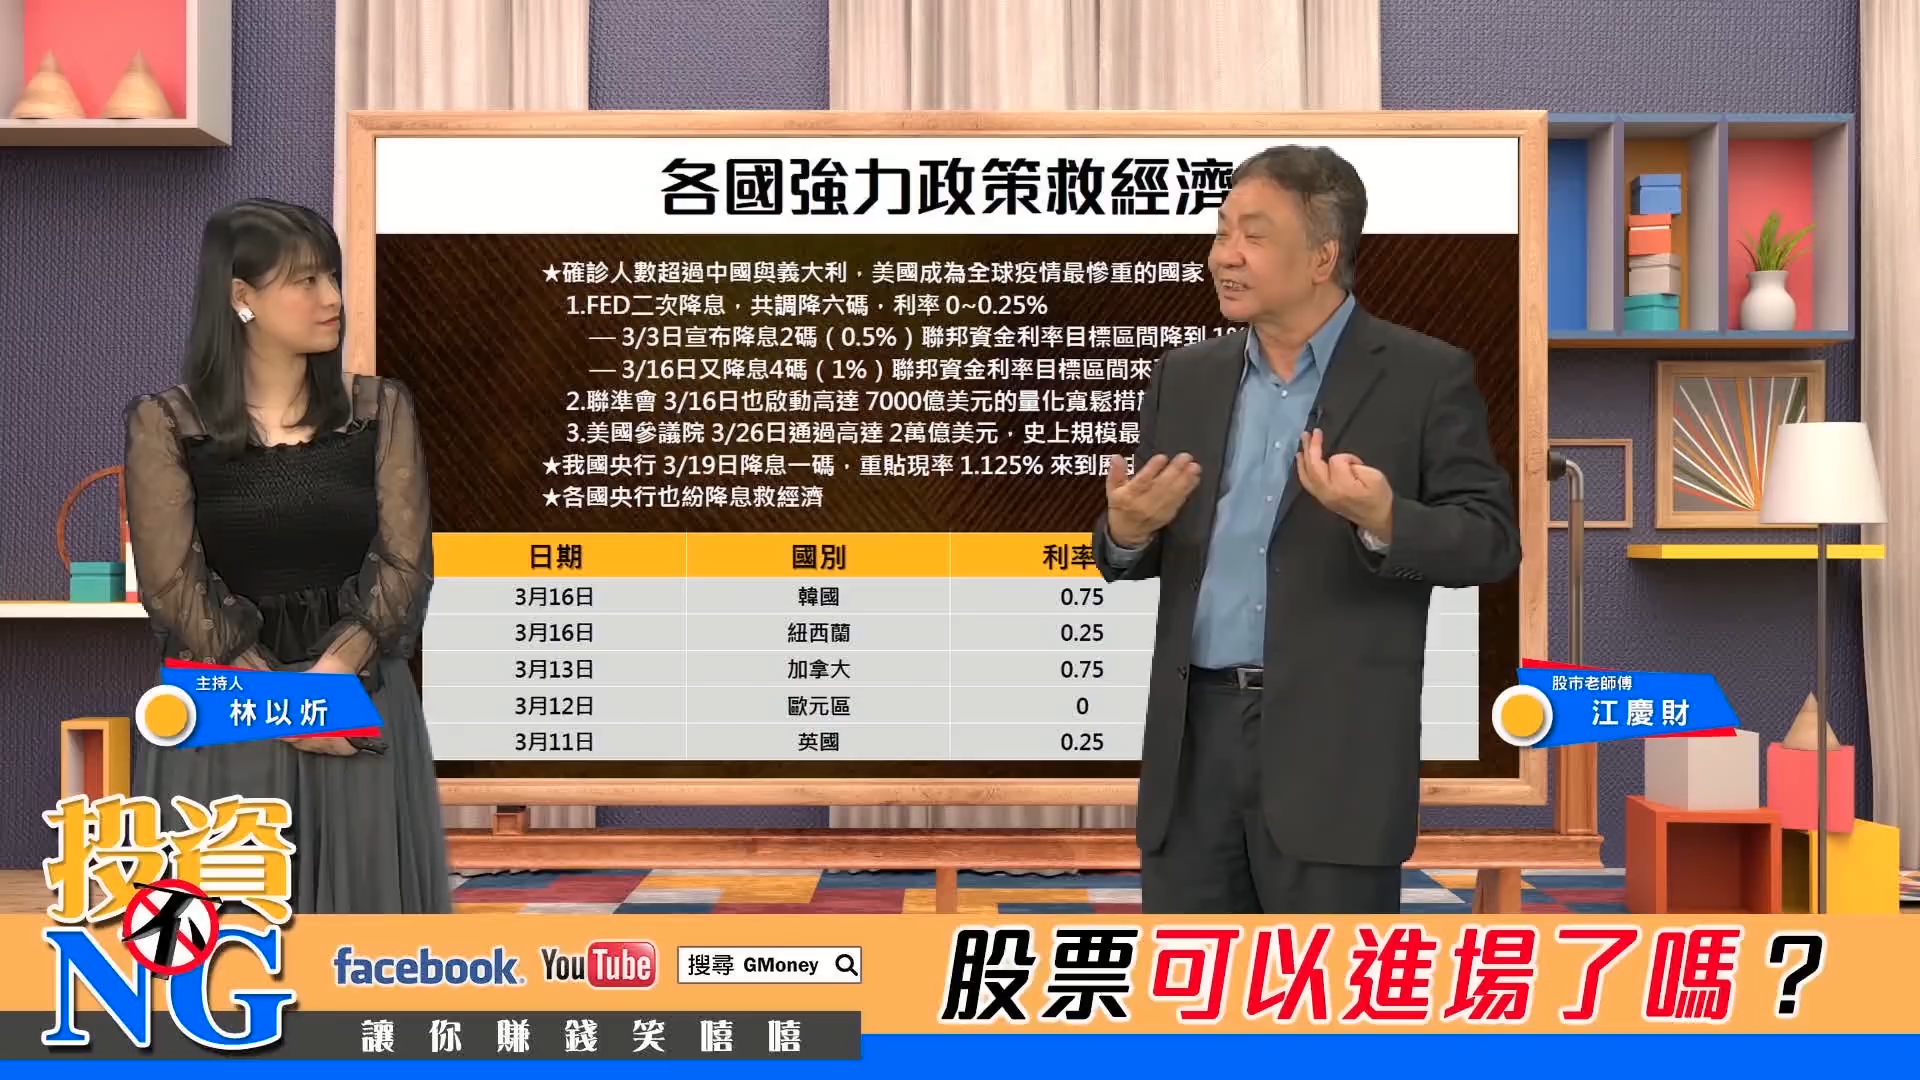 各國強力政策救經濟
★確診人數超過中國與義大利，美國成為全球疫情最慘重的國家
1.FED二次降息，共調降六碼，利率 0~0.25%
— 3/3日宣布降息2碼（0.5%）聯邦資金利率目標區間降到
— 3/16日又降息4碼（1%）聯邦資金利率目標區間來
2.聯準會 3/16日也啟動高達 7000億美元的量化寬鬆措
3.美國參議院 3/26日通過高達 2萬億美元，史上規模最
★我國央行 3/19日降息一碼，重貼現率 1.125% 來到
★各國央行也紛降息救經濟
日期 國別 利率
3月16日 韓國 0.75
3月16日 紐西蘭 0.25
3月13日 加拿大 0.75
3月12日 歐元區 0
3月11日 英國 0.25
主持人
林以炘
股市老師傅
江慶財
投資
不
NG
facebook YouTube 搜尋 GMoney
股票可以進場了嗎？
讓你賺錢笑嘻嘻